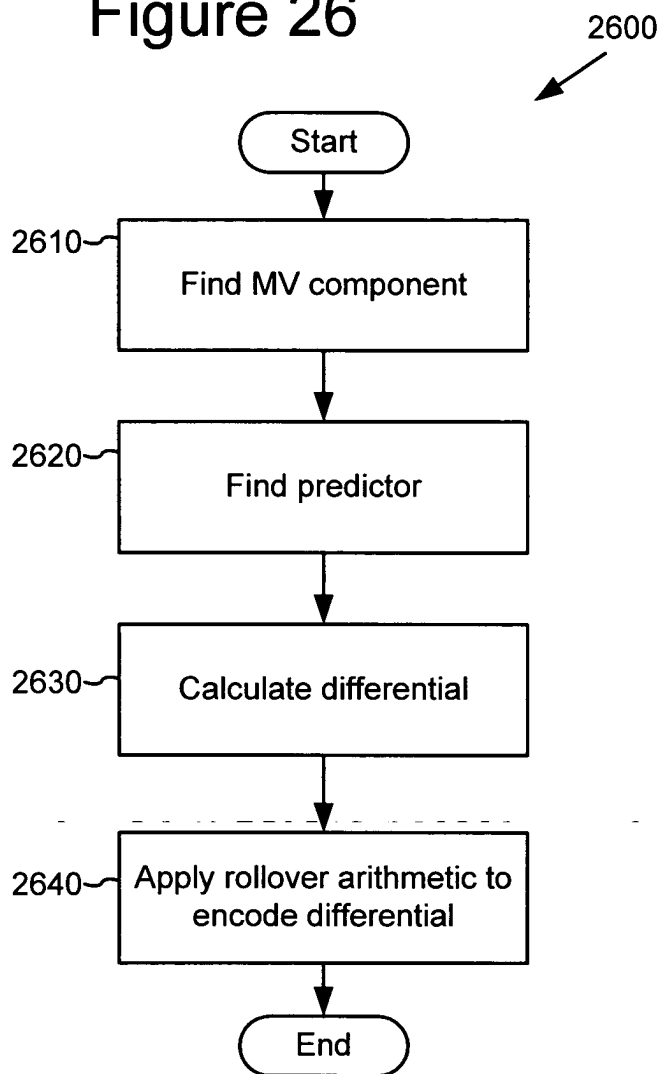 Figure 26
2600
Start
2610
Find MV component
2620
Find predictor
2630
Calculate differential
2640
Apply rollover arithmetic to
encode differential
End